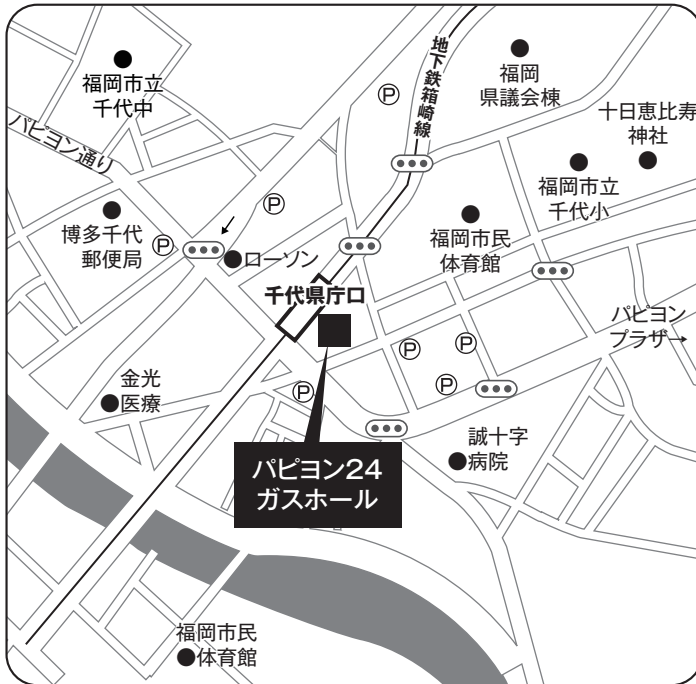 福岡市立
千代中
パピヨン通り
地下鉄箱崎線
福岡
県議会棟
十日恵比寿
神社
福岡市立
千代小
博多千代
郵便局
福岡市民
体育館
ローソン
千代県庁口
パピヨン
プラザ→
金光
医療
パピヨン24
ガスホール
誠十字
病院
福岡市民
体育館
P
P
P
P
P
P
P